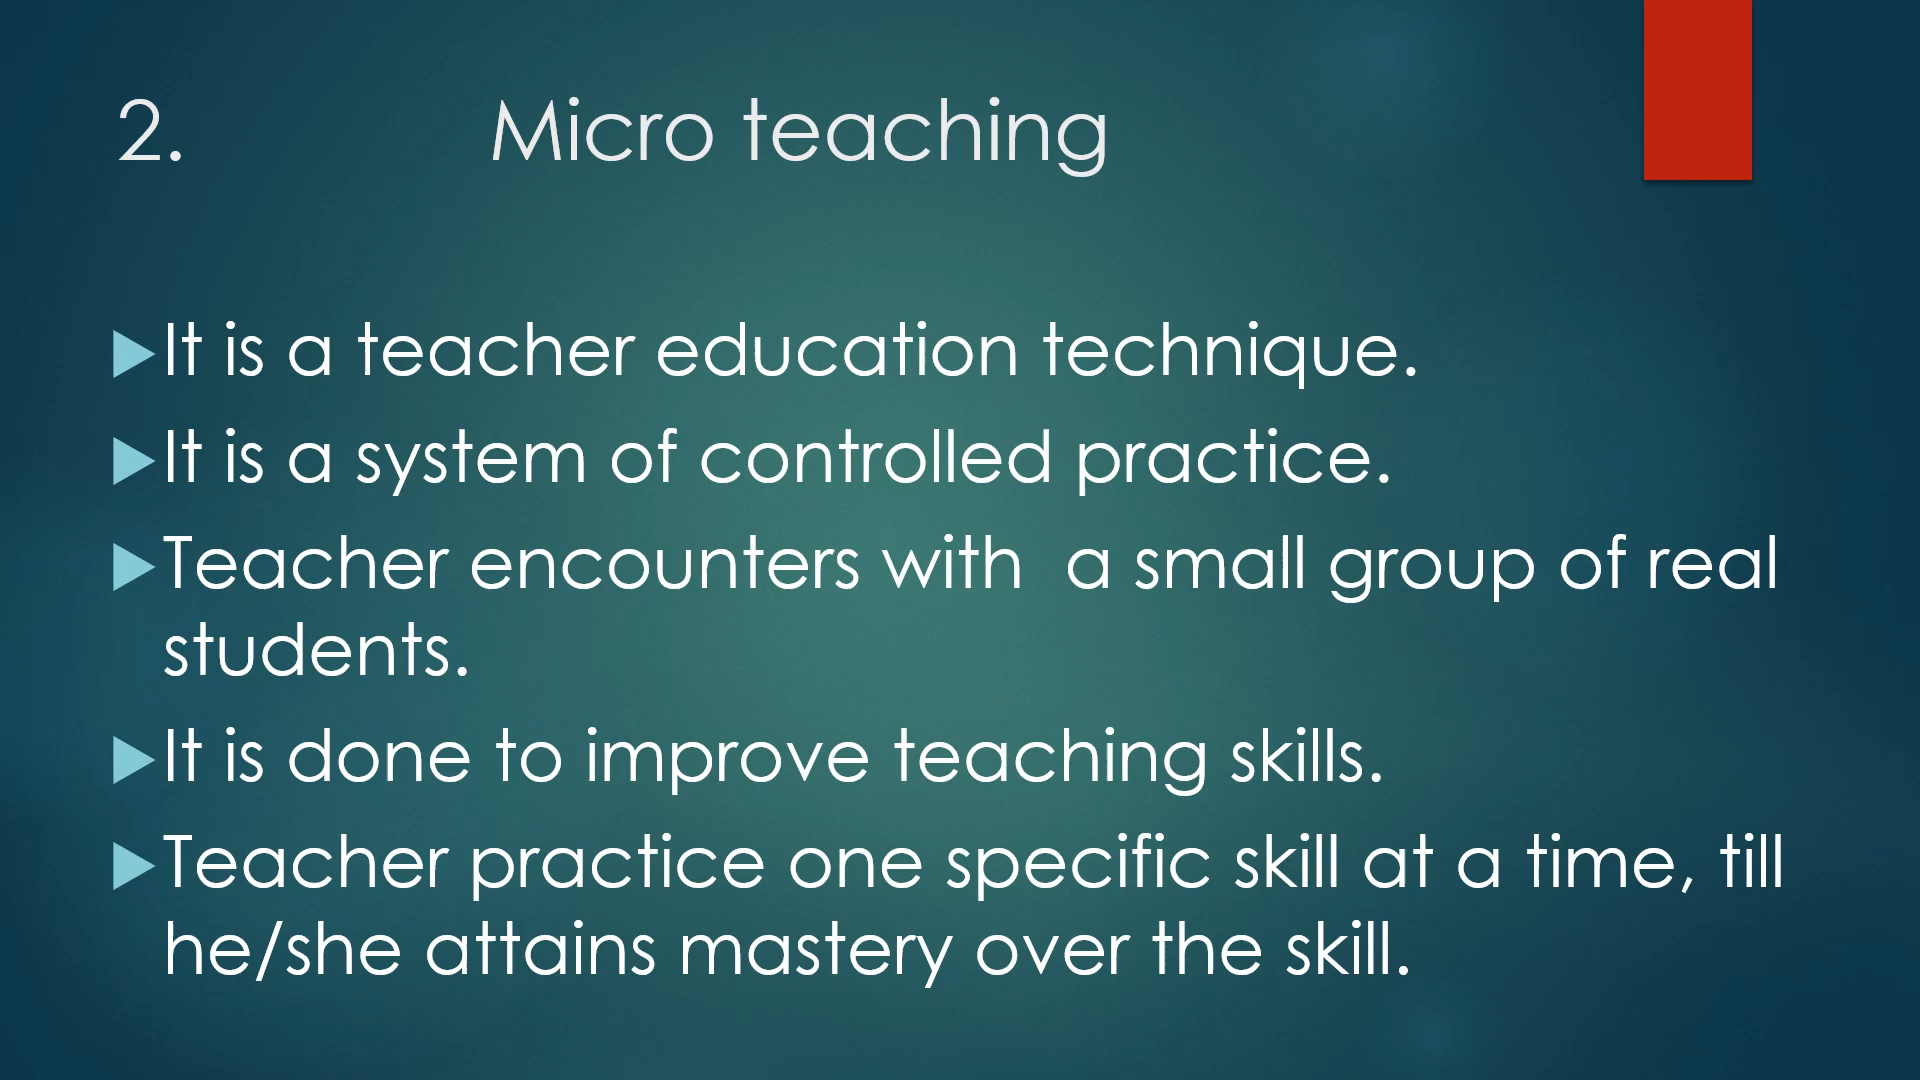 2. Micro teaching
It is a teacher education technique.
It is a system of controlled practice.
Teacher encounters with  a small group of real
students.
It is done to improve teaching skills.
Teacher practice one specific skill at a time, till
he/she attains mastery over the skill.